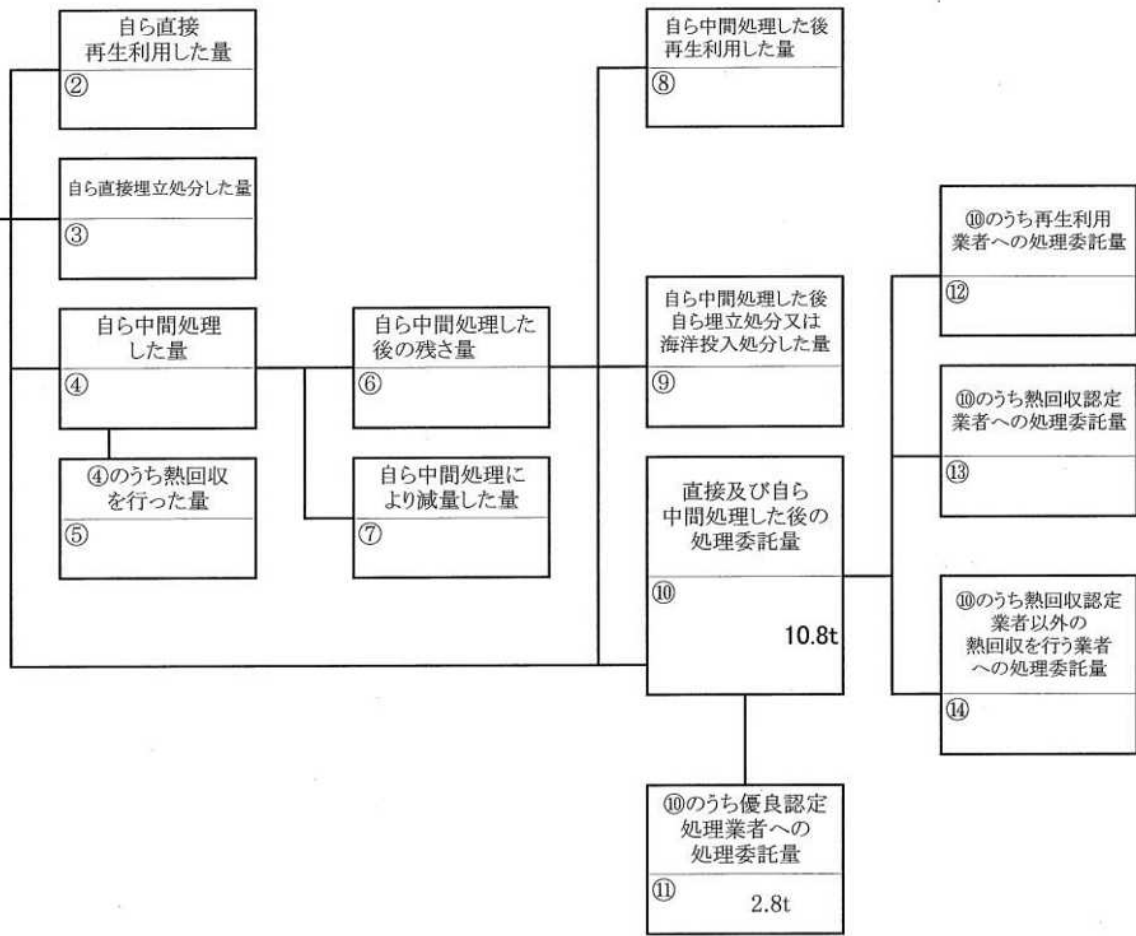 自ら直接
再生利用した量
②
自ら直接埋立処分した量
③
自ら中間処理
した量
④
④のうち熱回収
を行った量
⑤
自ら中間処理した
後の残さ量
⑥
自ら中間処理に
より減量した量
⑦
自ら中間処理した後
再生利用した量
⑧
自ら中間処理した後
自ら埋立処分又は
海洋投入処分した量
⑨
直接及び自ら
中間処理した後の
処理委託量
⑩
10.8t
⑩のうち優良認定
処理業者への
処理委託量
⑪ 2.8t
⑩のうち再生利用
業者への処理委託量
⑫
⑩のうち熱回収認定
業者への処理委託量
⑬
⑩のうち熱回収認定
業者以外の
熱回収を行う業者
への処理委託量
⑭